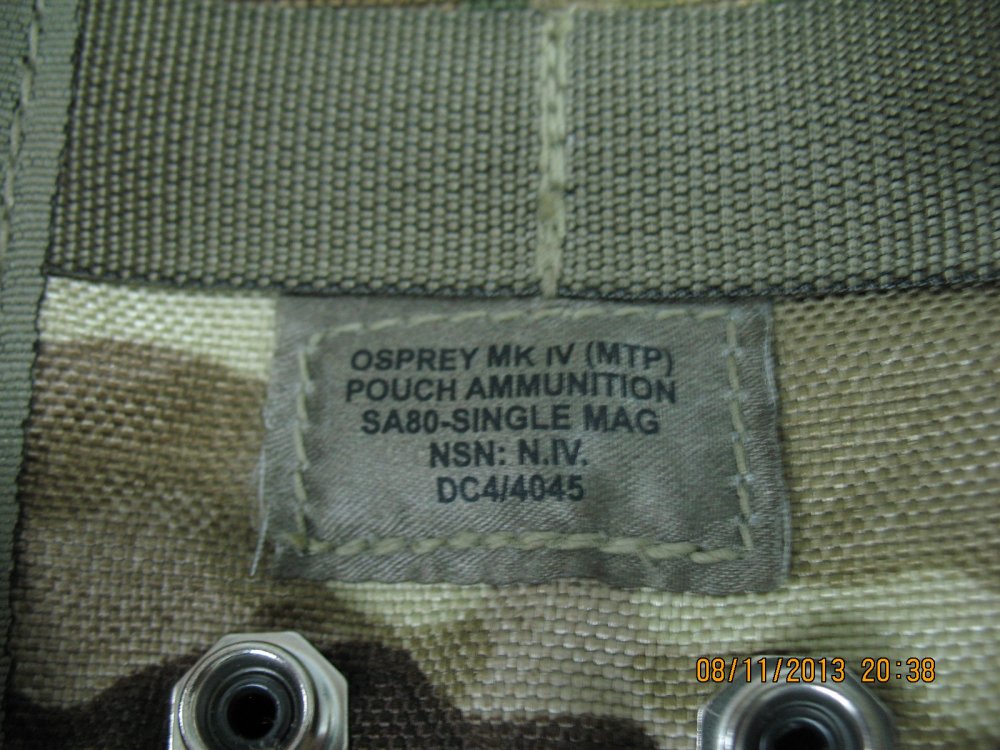 OSPREY MK IV (MTP)
POUCH AMMUNITION
SA80-SINGLE MAG
NSN: N.IV.
DC4/4045
08/11/2013 20:38